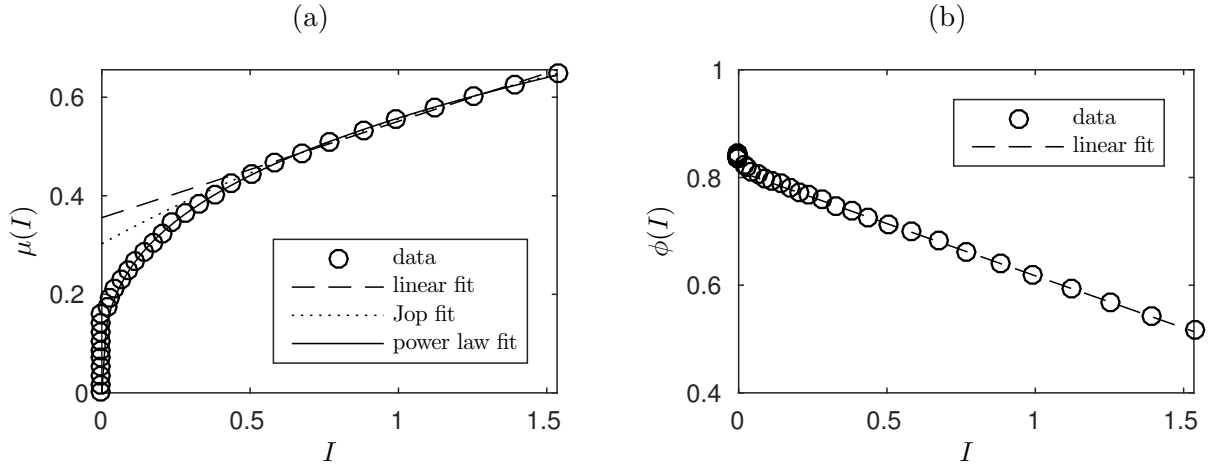 (a)
μ(I)
0.6
0.4
0.2
0
0
0.5
1
1.5
I
data
linear fit
Jop fit
power law fit
(b)
ϕ(I)
1
0.8
0.6
0.4
0
0.5
1
1.5
I
data
linear fit